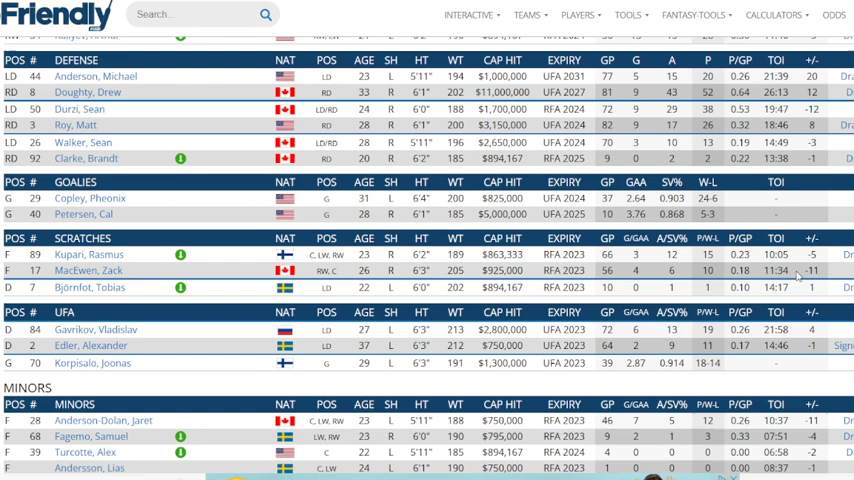 Friendly
Search...
INTERACTIVE TEAMS PLAYERS TOOLS FANTASY-TOOLS CALCULATORS ODDS
POS # DEFENSE NAT POS AGE SH HT WT CAP HIT EXPIRY GP G A P P/GP TOI +/-
LD 44 Anderson, Michael LD 23 L 5'11" 194 $1,000,000 UFA 2031 77 5 15 20 0.26 21:39 20 Dra
RD 8 Doughty, Drew RD 33 R 6'1" 202 $11,000,000 UFA 2027 81 9 43 52 0.64 26:13 12 Dr
LD 50 Durzi, Sean LD/RD 24 R 6'0" 188 $1,700,000 UFA 2024 72 9 29 38 0.53 19:47 -12
RD 3 Roy, Matt RD 28 R 6'1" 200 $3,150,000 UFA 2024 82 9 17 26 0.32 18:46 8 Dra
LD 26 Walker, Sean LD/RD 28 R 5'11" 196 $2,650,000 UFA 2024 70 3 10 13 0.19 14:49 -3
RD 92 Clarke, Brandt RD 20 R 6'2" 185 $894,167 RFA 2025 9 0 2 2 0.22 13:38 -1 D
POS # GOALIES NAT POS AGE SH HT WT CAP HIT EXPIRY GP GAA SV% W-L TOI
G 29 Copley, Pheonix G 31 L 6'4" 200 $825,000 UFA 2024 37 2.64 0.903 24-6 -
G 40 Petersen, Cal G 28 R 6'1" 185 $5,000,000 UFA 2025 10 3.76 0.868 5-3 -
POS # SCRATCHES NAT POS AGE SH HT WT CAP HIT EXPIRY GP G/GAA A/SV% P/W-L P/GP TOI +/-
F 89 Kupari, Rasmus C, LW, RW 23 R 6'2" 189 $863,333 RFA 2023 66 3 12 15 0.23 10:05 -5 Dr
F 17 MacEwen, Zack RW, C 26 R 6'3" 205 $925,000 RFA 2023 56 4 6 10 0.18 11:34 -11
D 7 Björnfot, Tobias LD 22 L 6'0" 202 $894,167 RFA 2023 10 0 1 1 0.10 14:17 1 Dr
POS # UFA NAT POS AGE SH HT WT CAP HIT EXPIRY GP G/GAA A/SV% P/W-L P/GP TOI +/-
D 84 Gavrikov, Vladislav LD 27 L 6'3" 213 $2,800,000 UFA 2023 72 6 13 19 0.26 21:58 4
D 2 Edler, Alexander LD 37 L 6'3" 212 $750,000 UFA 2023 64 2 9 11 0.17 14:46 -1 Signe
G 70 Korpisalo, Joonas G 29 L 6'3" 191 $1,300,000 UFA 2023 39 2.87 0.914 18-14 -
MINORS
POS # MINORS NAT POS AGE SH HT WT CAP HIT EXPIRY GP G/GAA A/SV% P/W-L P/GP TOI +/-
F 28 Anderson-Dolan, Jaret C, LW, RW 23 L 5'11" 188 $750,000 RFA 2023 46 7 5 12 0.26 10:37 -11 D
F 68 Fagemo, Samuel LW, RW 23 R 6'0" 190 $795,000 RFA 2023 9 2 1 3 0.33 07:51 -4 D
F 39 Turcotte, Alex C 22 L 5'11" 185 $894,167 RFA 2024 4 0 0 0 0.00 06:58 -2 D
F Andersson, Lias C, LW 24 L 6'1" 190 $750,000 RFA 2023 1 0 0 0 0.00 08:37 -1